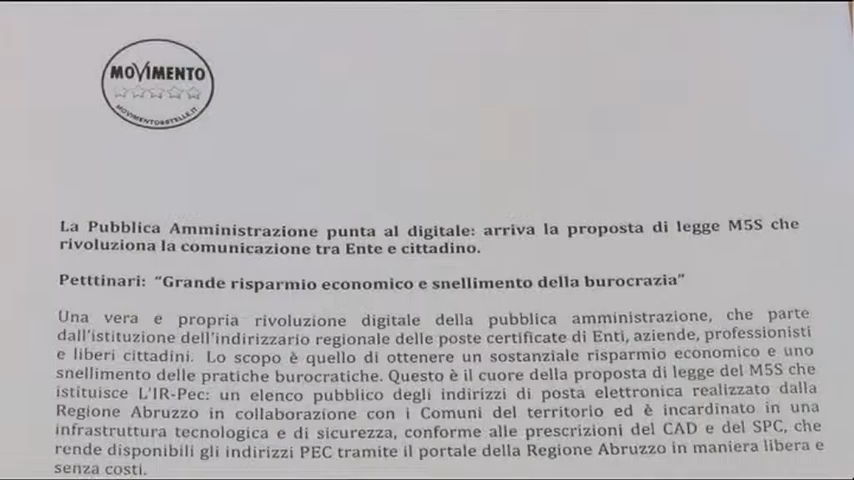 MOVIMENTO
MOVIMENTO5STELLE.IT
La Pubblica Amministrazione punta al digitale: arriva la proposta di legge M5S che
rivoluziona la comunicazione tra Ente e cittadino.
Petttinari: “Grande risparmio economico e snellimento della burocrazia”
Una vera e propria rivoluzione digitale della pubblica amministrazione, che parte
dall’istituzione dell’indirizzario regionale delle poste certificate di Enti, aziende, professionisti
e liberi cittadini. Lo scopo è quello di ottenere un sostanziale risparmio economico e uno
snellimento delle pratiche burocratiche. Questo è il cuore della proposta di legge del M5S che
istituisce L’IR-Pec: un elenco pubblico degli indirizzi di posta elettronica realizzato dalla
Regione Abruzzo in collaborazione con i Comuni del territorio ed è incardinato in una
infrastruttura tecnologica e di sicurezza, conforme alle prescrizioni del CAD e del SPC, che
rende disponibili gli indirizzi PEC tramite il portale della Regione Abruzzo in maniera libera e
senza costi.